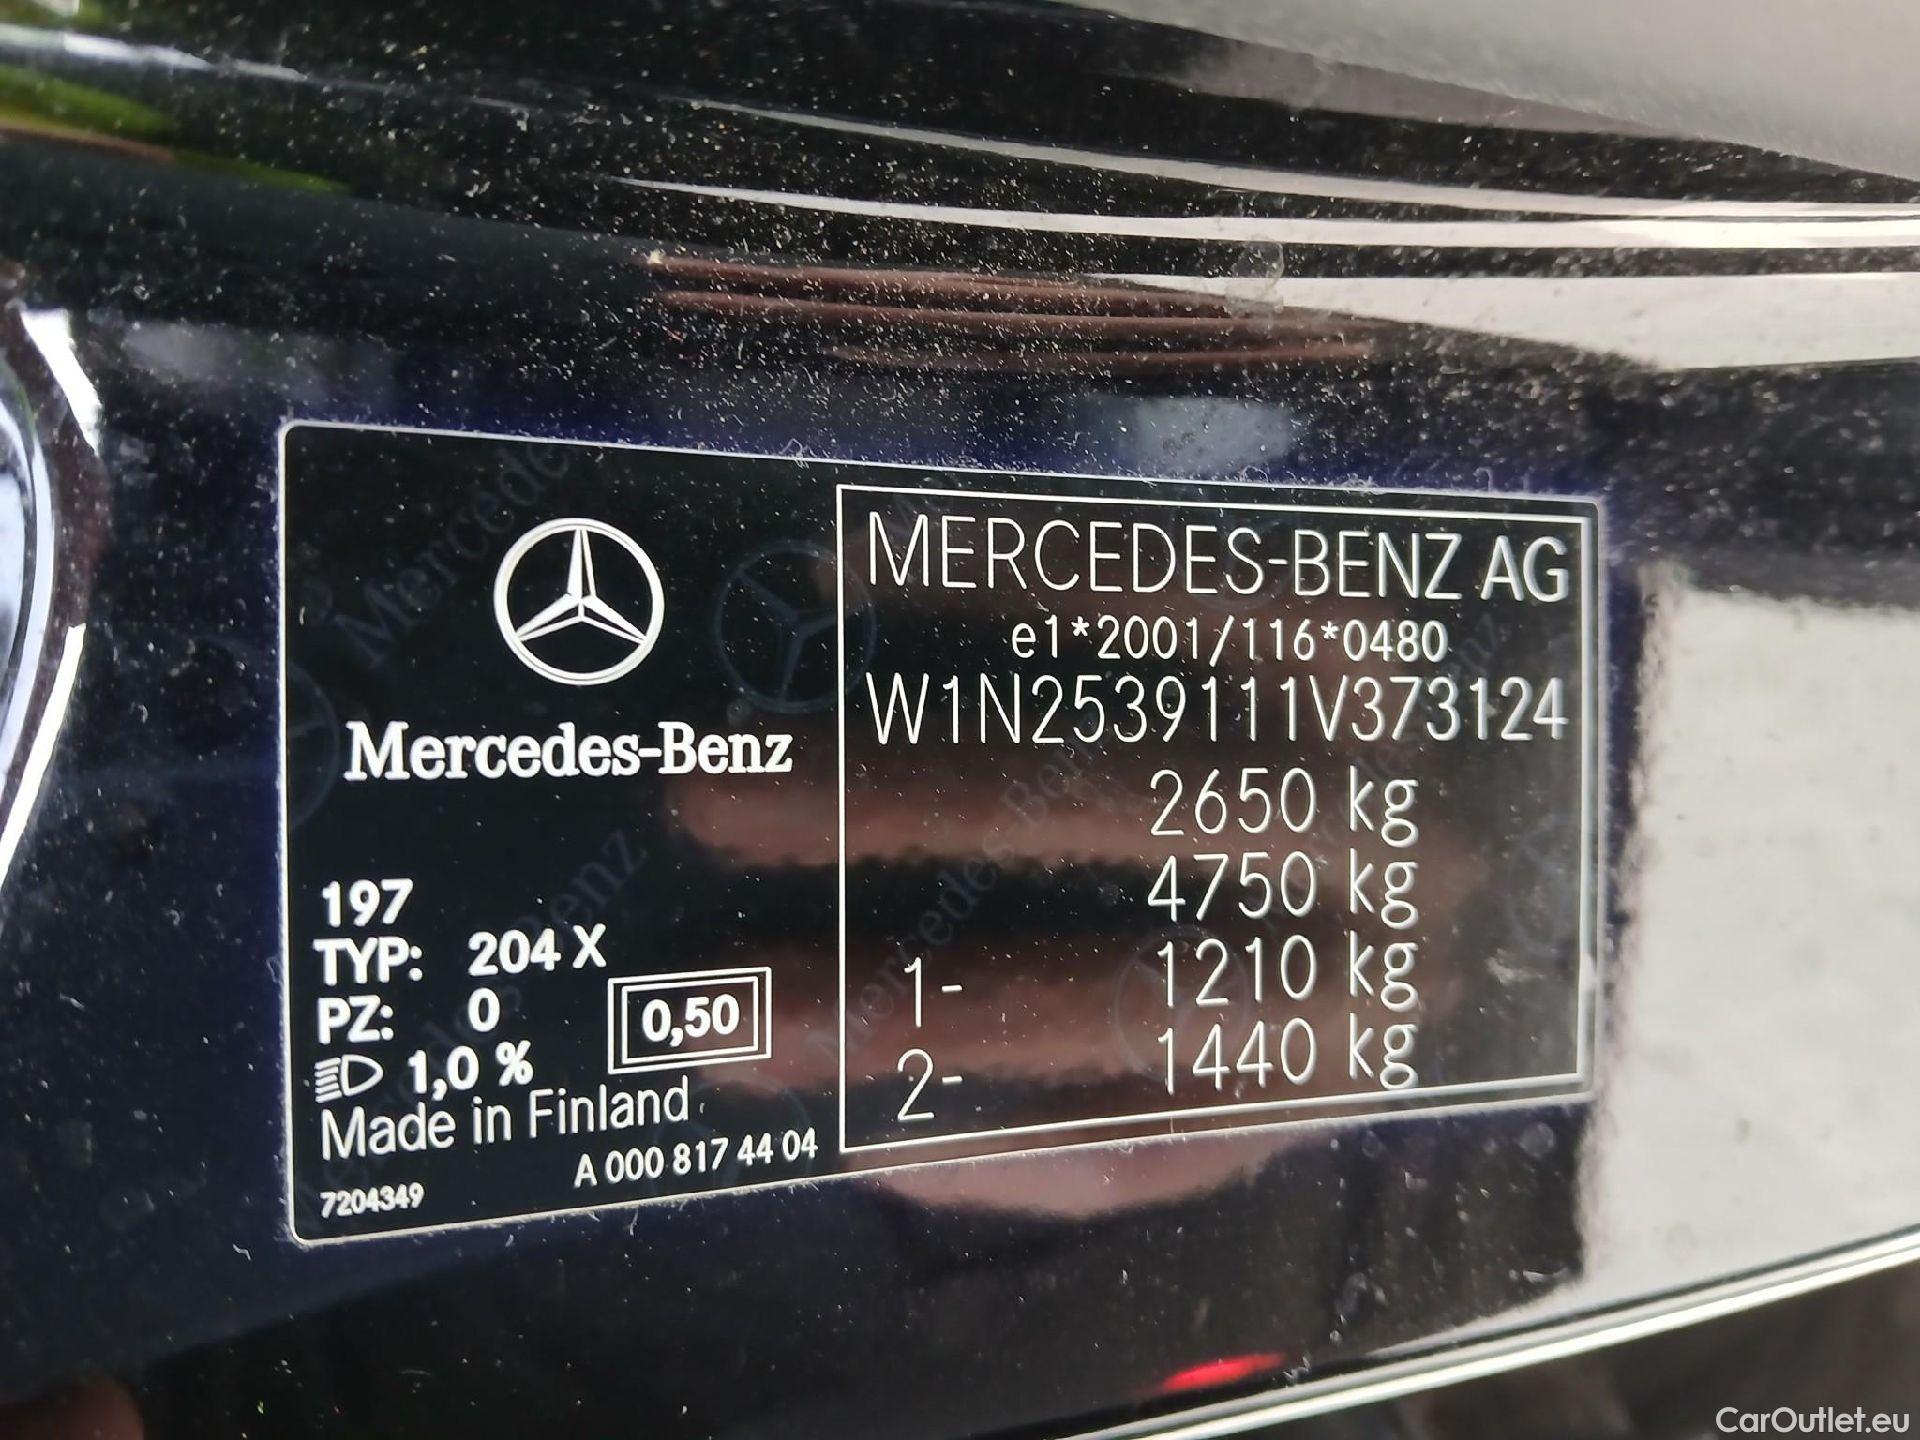 Mercedes-Benz
MERCEDES-BENZ AG
e1*2001/116*0480
W1N2539111V373124
2650 kg
4750 kg
1- 1210 kg
2- 1440 kg
197
TYP: 204 X
PZ: 0
0,50
1,0 %
Made in Finland
A 000 817 44 04
7204349
CarOutlet.eu